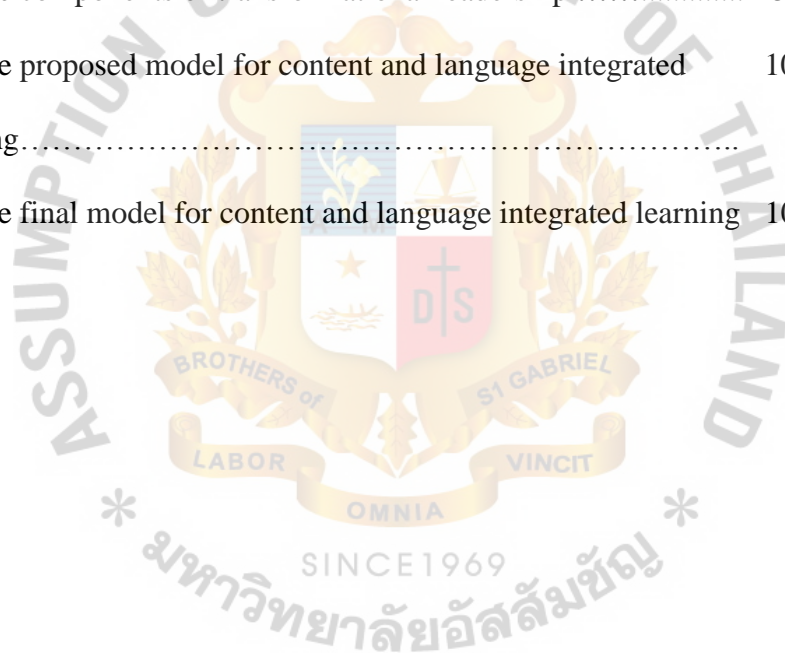 e proposed model for content and language integrated 10
ng……………………………………………………..
e final model for content and language integrated learning 10
ASSUMPTION OF THAILAND
A M
D S
BROTHERS of ST GABRIEL
LABOR VINCIT
OMNIA
SINCE1969
มหาวิทยาลัยอัสสัมชัญ